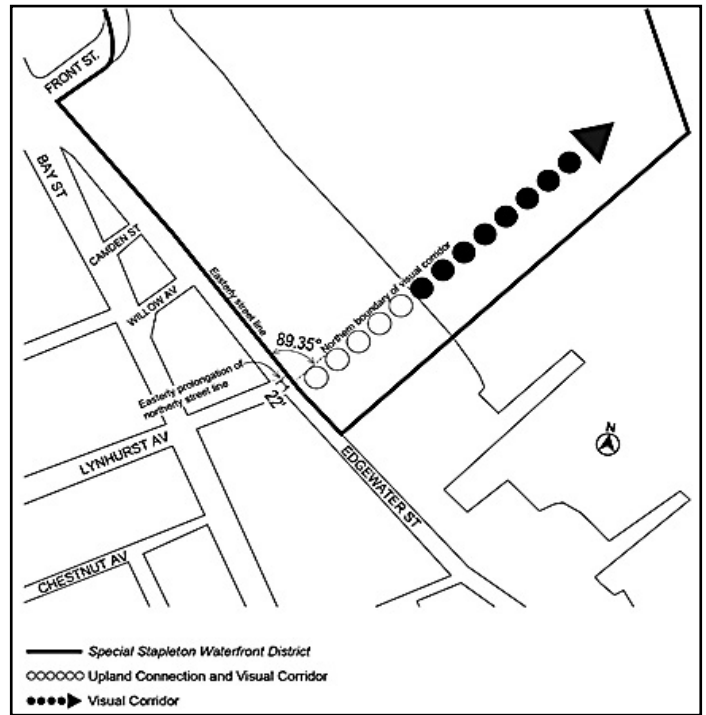 FRONT ST.
BAY ST
CAMDEN ST
WILLOW AV
Easterly street line
Northern boundary of visual corridor
89.35°
Easterly prolongation of
northerly street line
22'
N
LYNHURST AV
EDGEWATER ST
CHESTNUT AV
Special Stapleton Waterfront District
Upland Connection and Visual Corridor
Visual Corridor